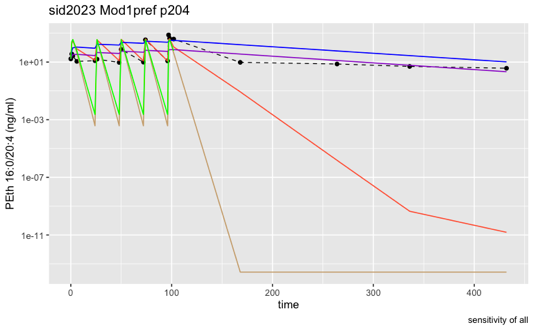 sid2023 Mod1pref p204
PEth 16:0/20:4 (ng/ml)
1e+01
1e-03
1e-07
1e-11
0
100
200
300
400
time
sensitivity of all